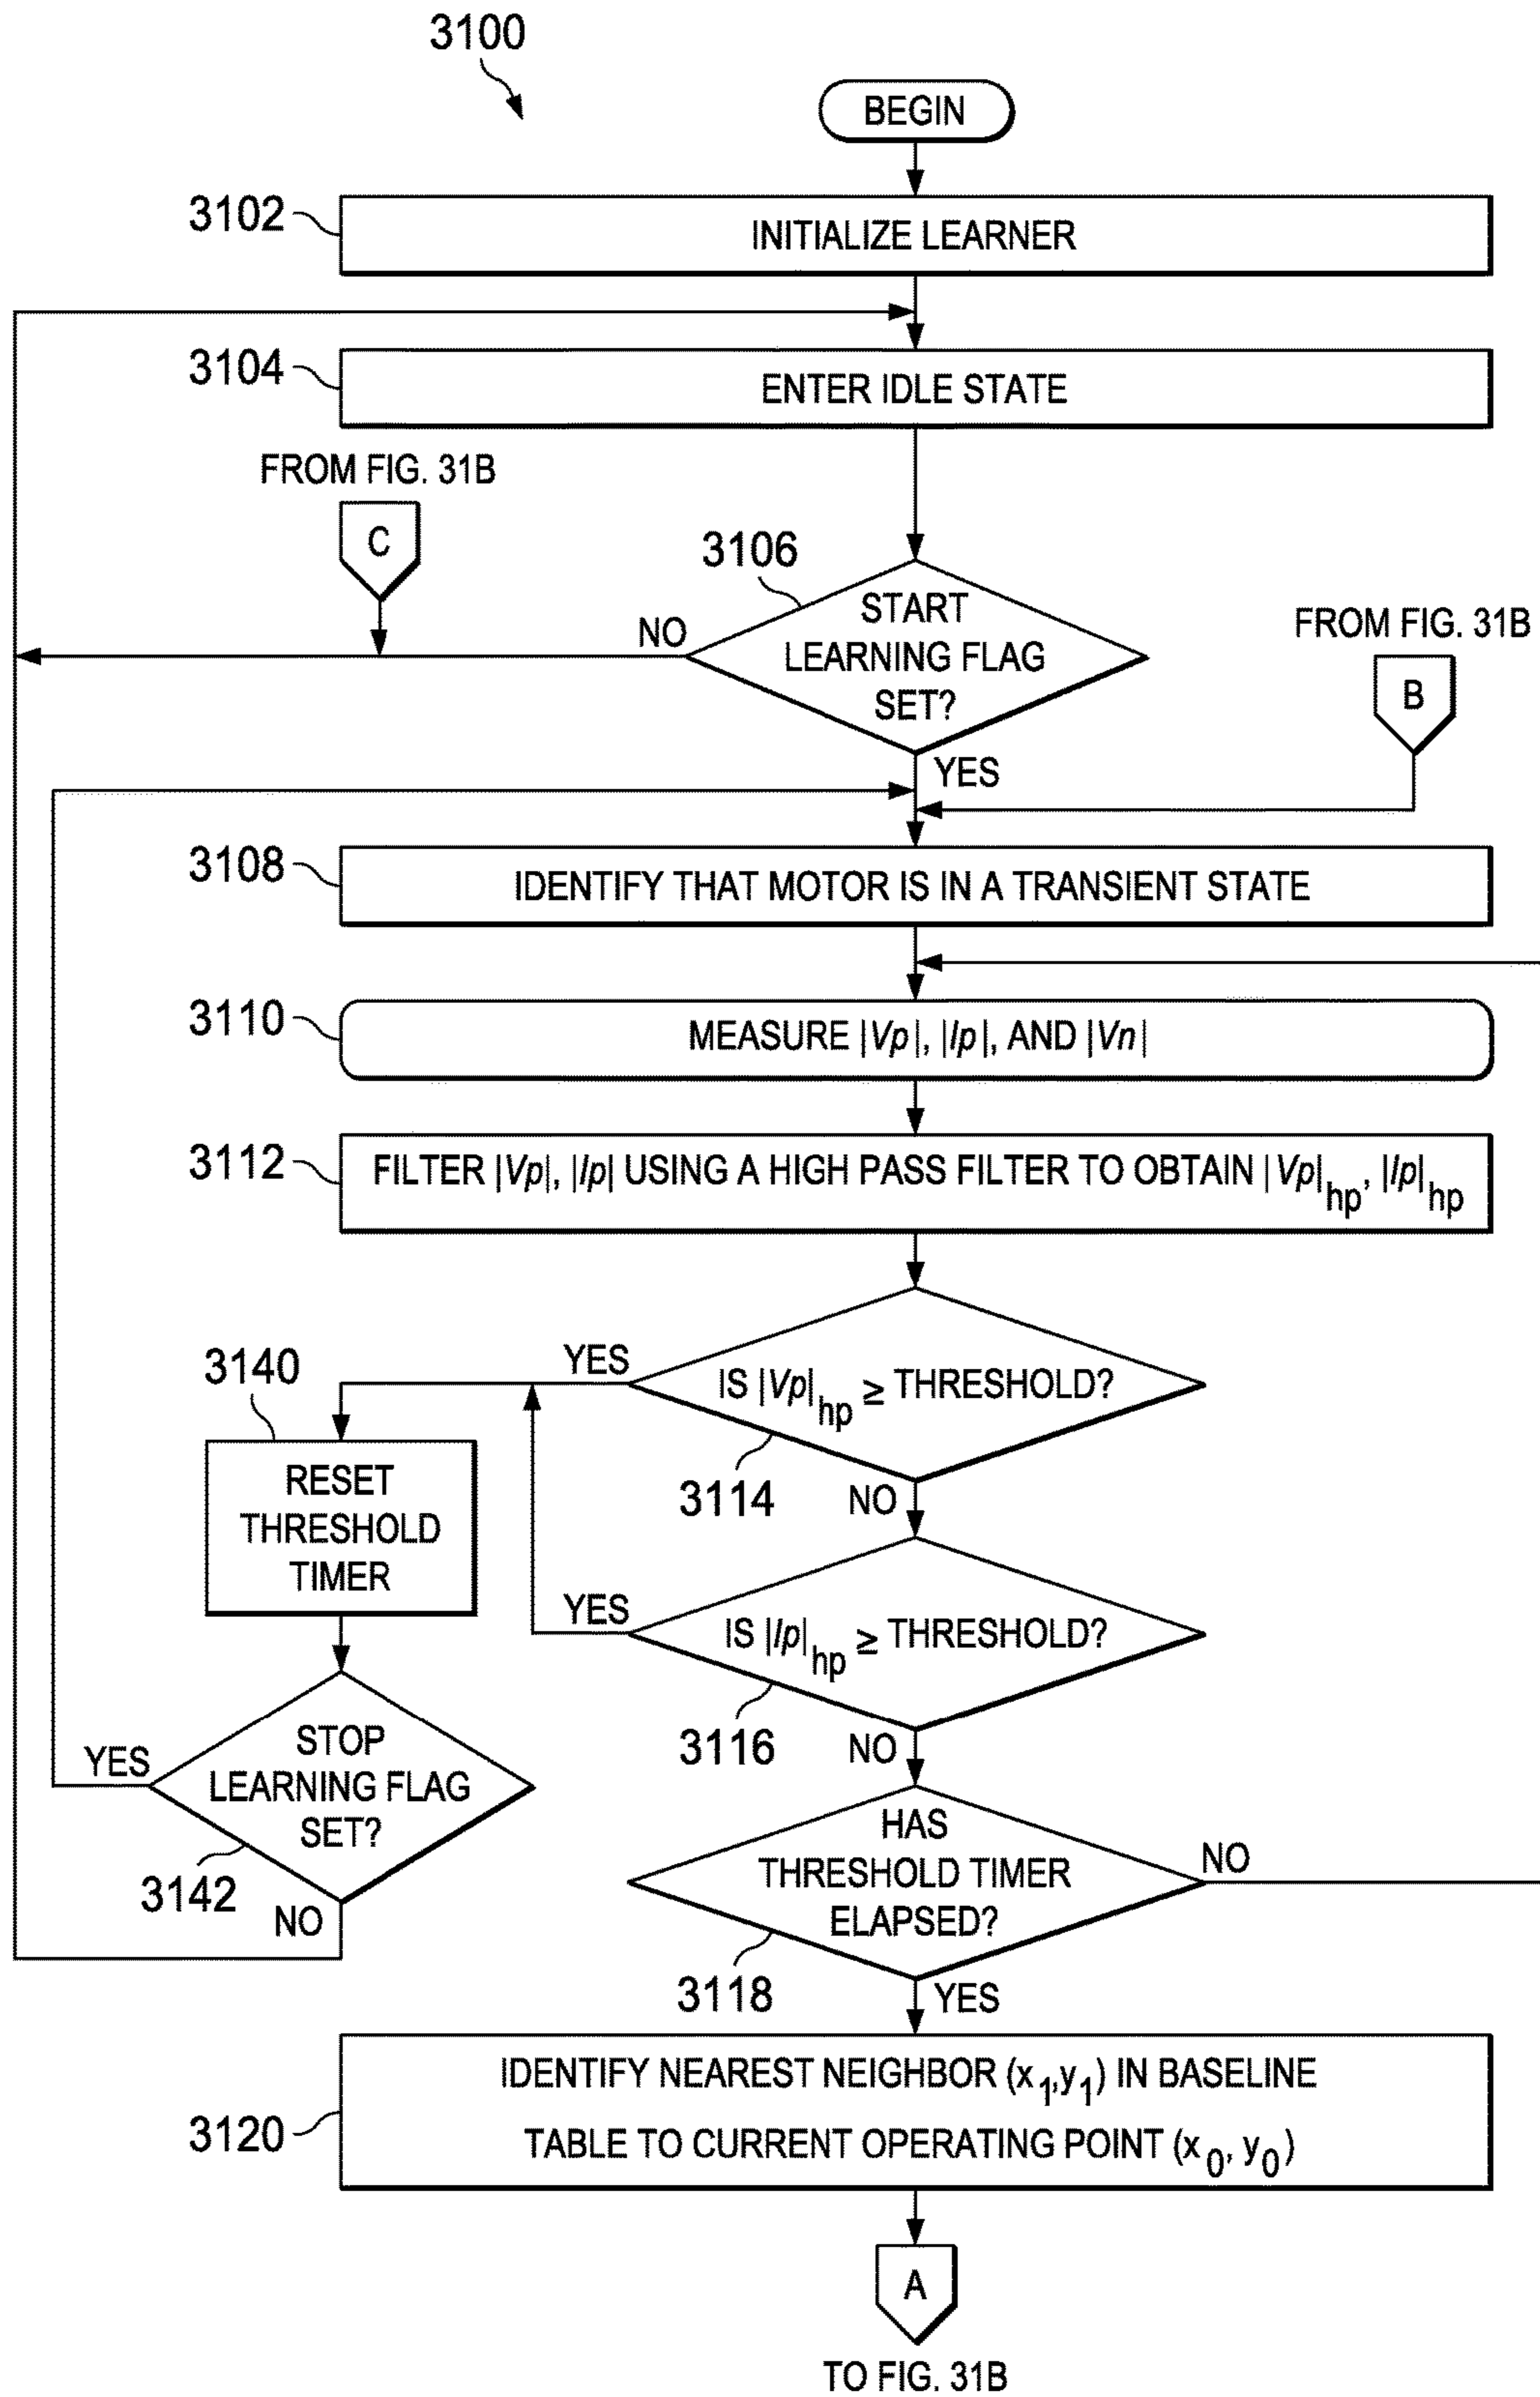 3100
BEGIN
3102
INITIALIZE LEARNER
3104
ENTER IDLE STATE
FROM FIG. 31B
C
3106
START
LEARNING FLAG
SET?
NO
FROM FIG. 31B
B
YES
3108
IDENTIFY THAT MOTOR IS IN A TRANSIENT STATE
3110
MEASURE |Vp|, |Ip|, AND |Vn|
3112
FILTER |Vp|, |Ip| USING A HIGH PASS FILTER TO OBTAIN |Vp|hp, |Ip|hp
YES
IS |Vp|hp ≥ THRESHOLD?
3114
NO
3140
RESET
THRESHOLD
TIMER
YES
IS |Ip|hp ≥ THRESHOLD?
3116
NO
YES
STOP
LEARNING FLAG
SET?
3142
NO
HAS
THRESHOLD TIMER
ELAPSED?
NO
3118
YES
3120
IDENTIFY NEAREST NEIGHBOR (x1,y1) IN BASELINE
TABLE TO CURRENT OPERATING POINT (x0, y0)
A
TO FIG. 31B